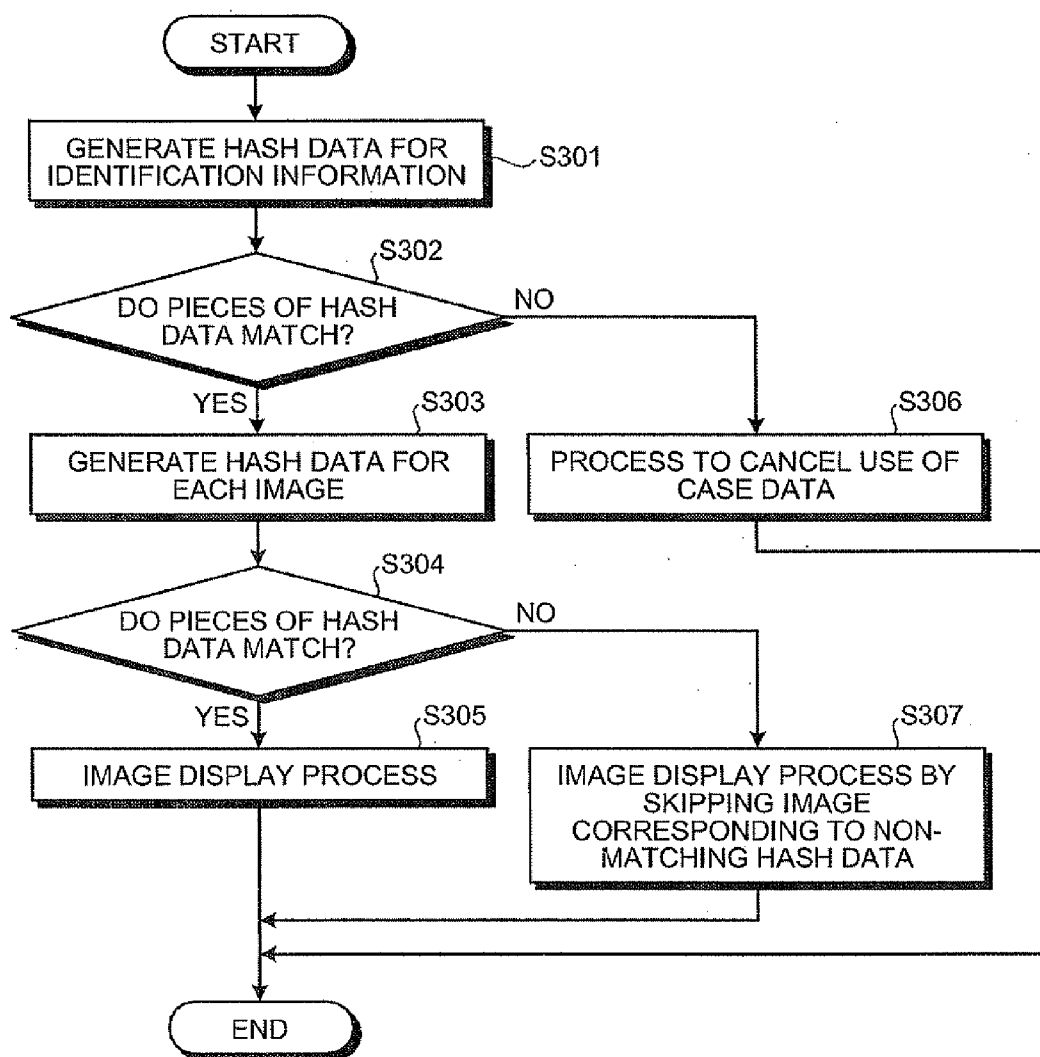 START
GENERATE HASH DATA FOR
IDENTIFICATION INFORMATION
S301
S302
DO PIECES OF HASH
DATA MATCH?
NO
YES
S303
GENERATE HASH DATA FOR
EACH IMAGE
S306
PROCESS TO CANCEL USE OF
CASE DATA
S304
DO PIECES OF HASH
DATA MATCH?
NO
YES
S305
IMAGE DISPLAY PROCESS
S307
IMAGE DISPLAY PROCESS BY
SKIPPING IMAGE
CORRESPONDING TO NON-
MATCHING HASH DATA
END